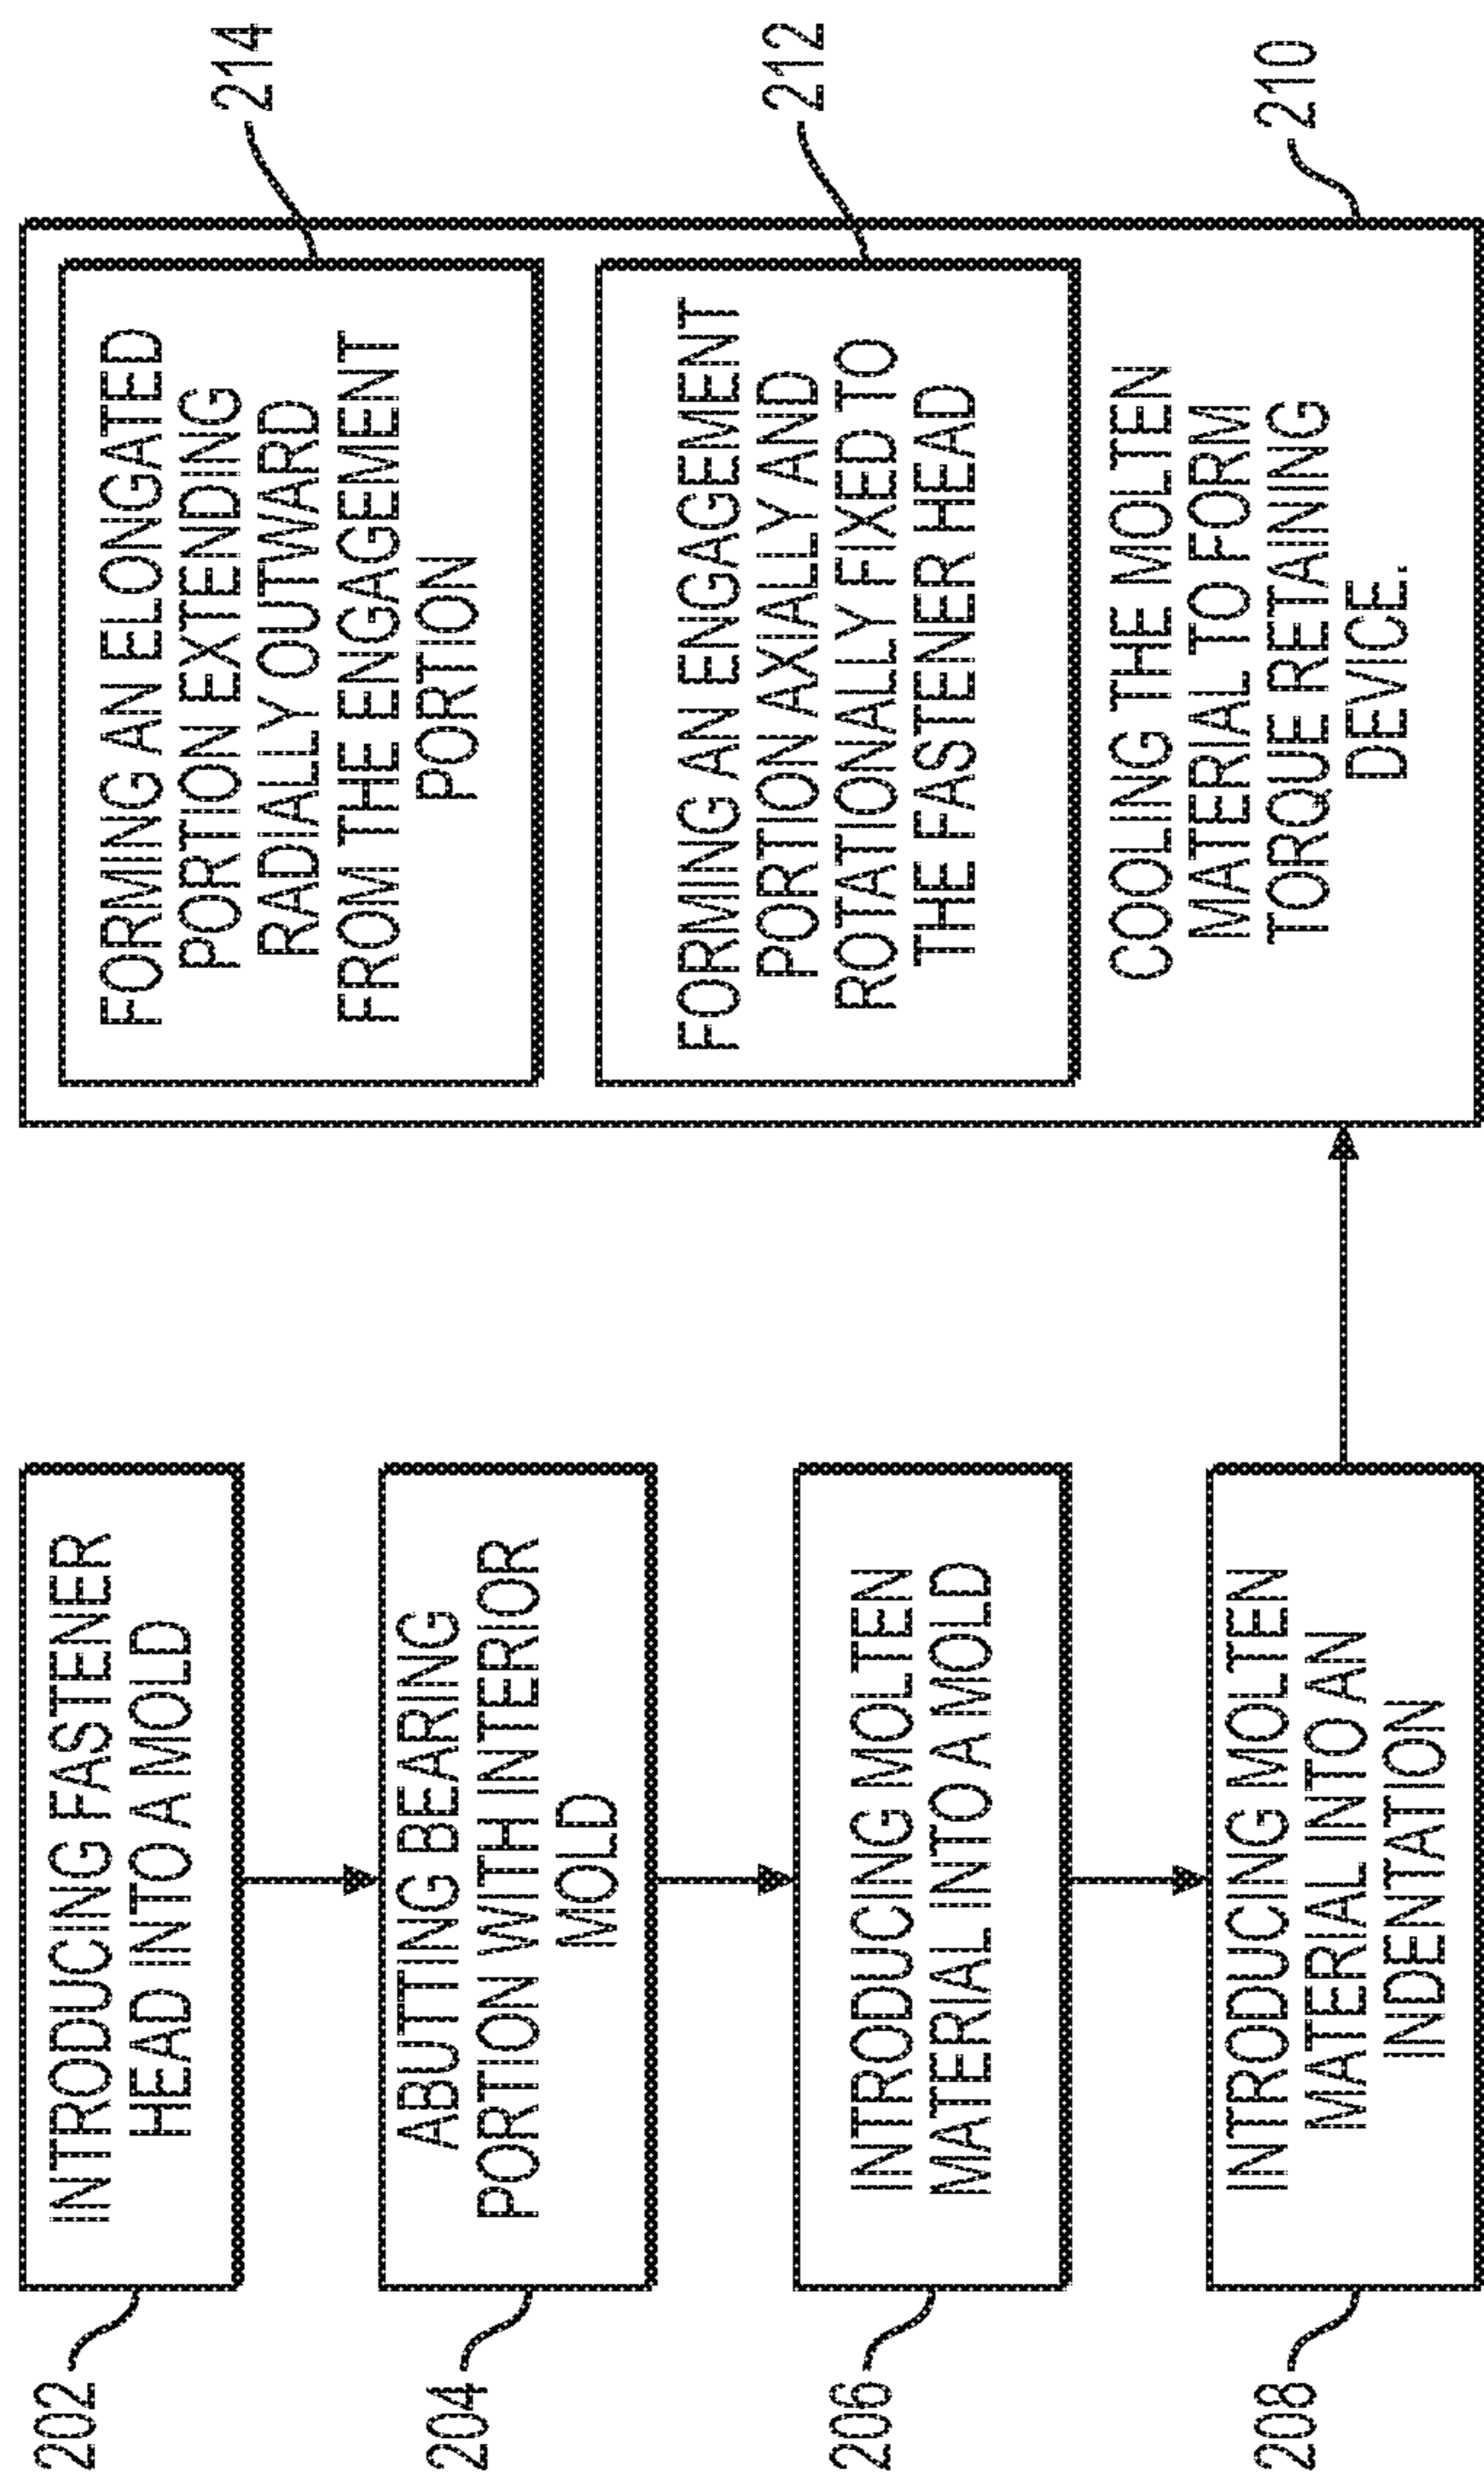 202
INTRODUCING FASTENER
HEAD INTO A MOLD
204
ABUTTING BEARING
PORTION WITH INTERIOR
MOLD
206
INTRODUCING MOLTEN
MATERIAL INTO A MOLD
208
INTRODUCING MOLTEN
MATERIAL INTO AN
INDENTATION
214
FORMING AN ELONGATED
PORTION EXTENDING
RADIALLY OUTWARD
FROM THE ENGAGEMENT
PORTION
212
FORMING AN ENGAGEMENT
PORTION AXIALLY AND
ROTATIONALLY FIXED TO
THE FASTENER HEAD
210
COOLING THE MOLTEN
MATERIAL TO FORM
TORQUE RETAINING
DEVICE.